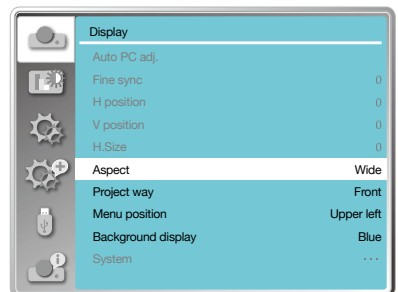 Display
Auto PC adj.
Fine sync 0
H position 0
V position 0
H.Size 0
Aspect Wide
Project way Front
Menu position Upper left
Background display Blue
System ···